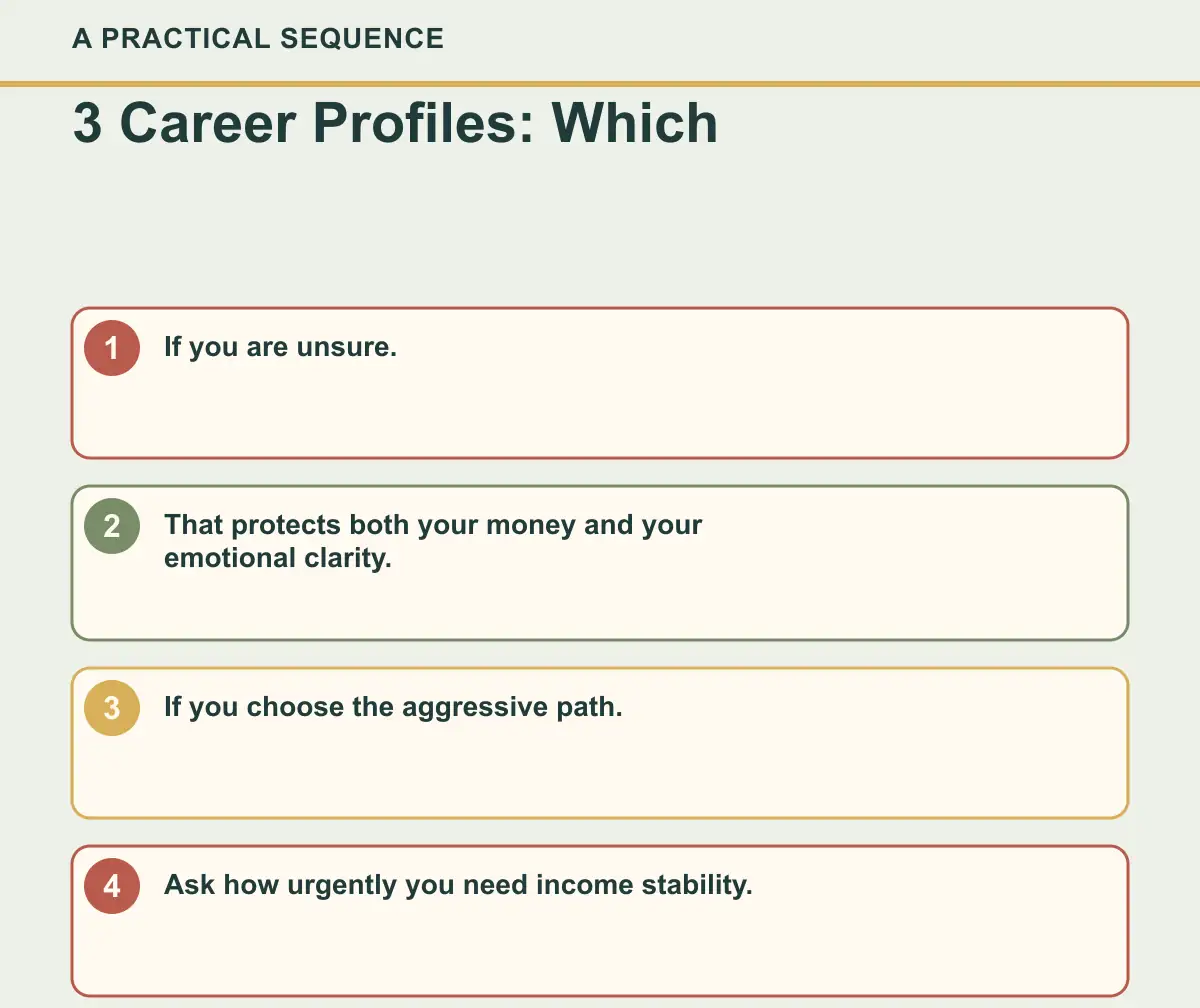 A PRACTICAL SEQUENCE
3 Career Profiles: Which
1
If you are unsure.
2
That protects both your money and your
emotional clarity.
3
If you choose the aggressive path.
4
Ask how urgently you need income stability.